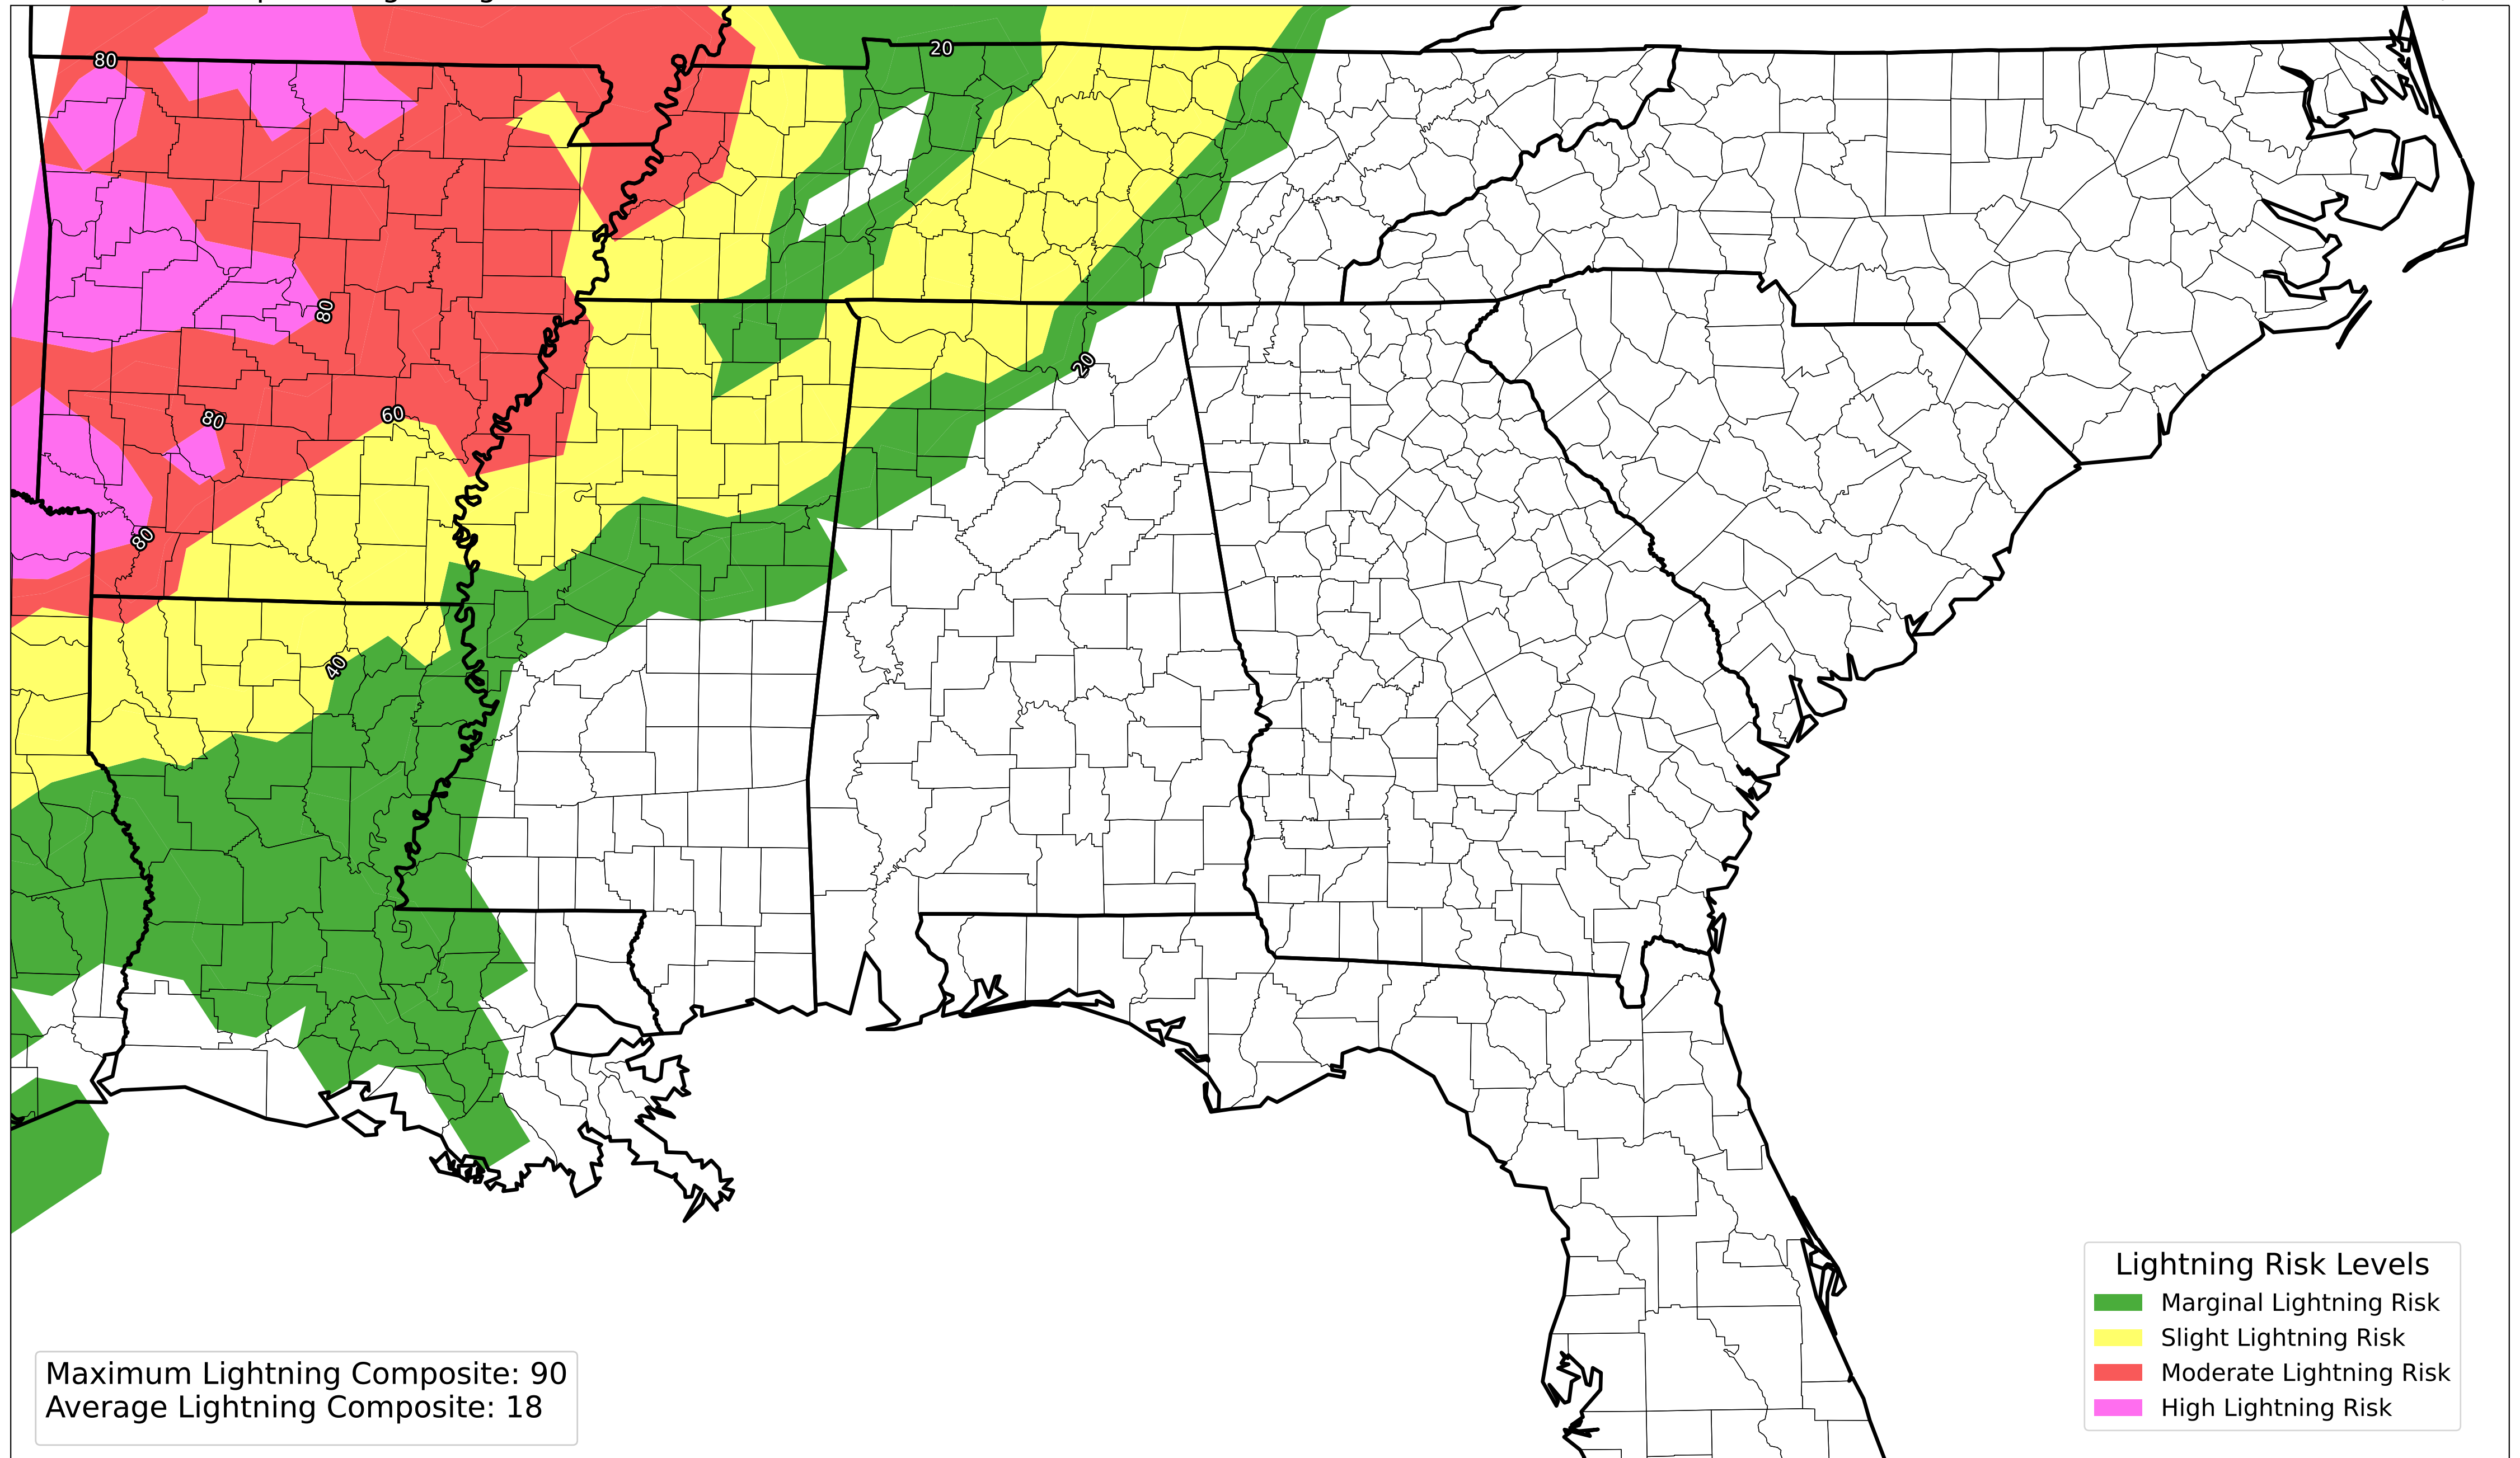 80
20
80
20
60
80
80
40
Lightning Risk Levels
Marginal Lightning Risk
Slight Lightning Risk
Moderate Lightning Risk
High Lightning Risk
Maximum Lightning Composite: 90
Average Lightning Composite: 18